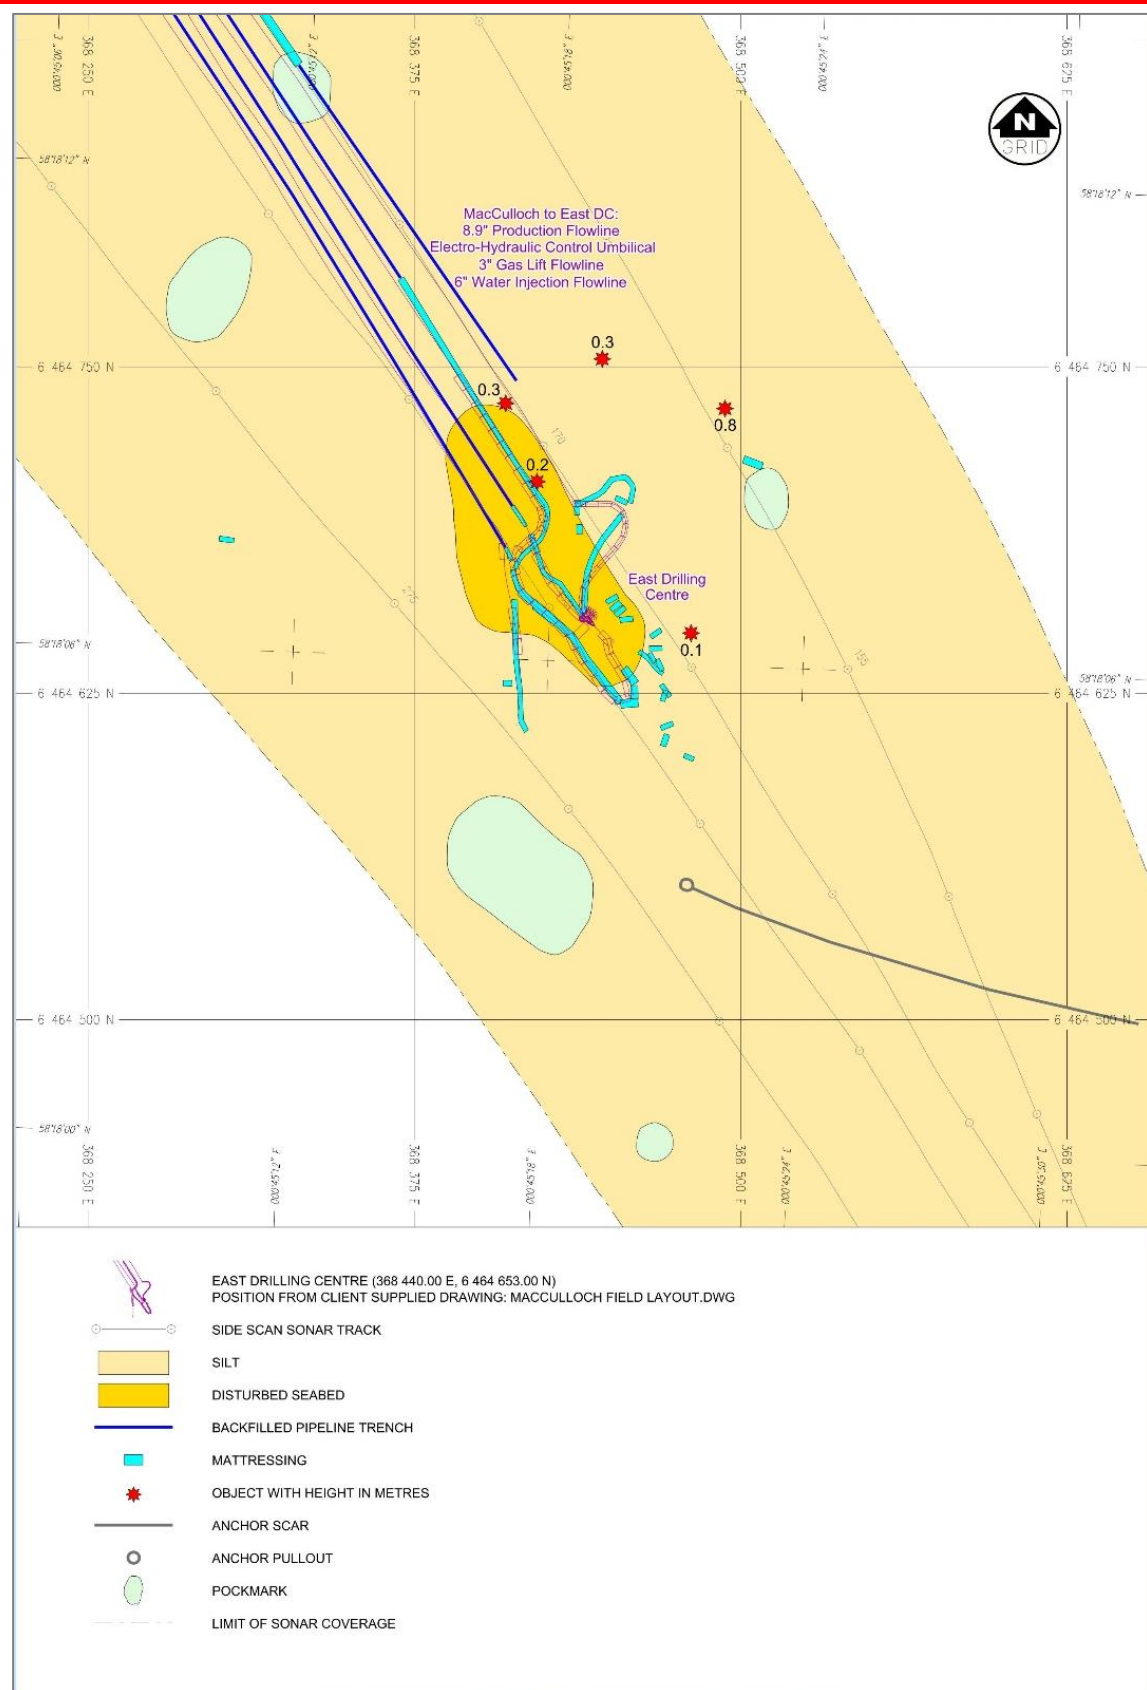 368 250 E
368 375 E
368 500 E
368 625 E
N
GRID
58°18'12" N
58°18'12" N
MacCulloch to East DC:
8.9" Production Flowline
Electro-Hydraulic Control Umbilical
3" Gas Lift Flowline
6" Water Injection Flowline
0.3
6 464 750 N
6 464 750 N
0.3
0.8
170
0.2
East Drilling
Centre
275
0.1
155
58°18'06" N
58°18'06" N
6 464 625 N
6 464 625 N
6 464 500 N
6 464 500 N
58°18'00" N
368 250 E
368 375 E
368 500 E
368 625 E
EAST DRILLING CENTRE (368 440.00 E, 6 464 653.00 N)
POSITION FROM CLIENT SUPPLIED DRAWING: MACCULLOCH FIELD LAYOUT.DWG
SIDE SCAN SONAR TRACK
SILT
DISTURBED SEABED
BACKFILLED PIPELINE TRENCH
MATTRESSING
OBJECT WITH HEIGHT IN METRES
ANCHOR SCAR
ANCHOR PULLOUT
POCKMARK
LIMIT OF SONAR COVERAGE